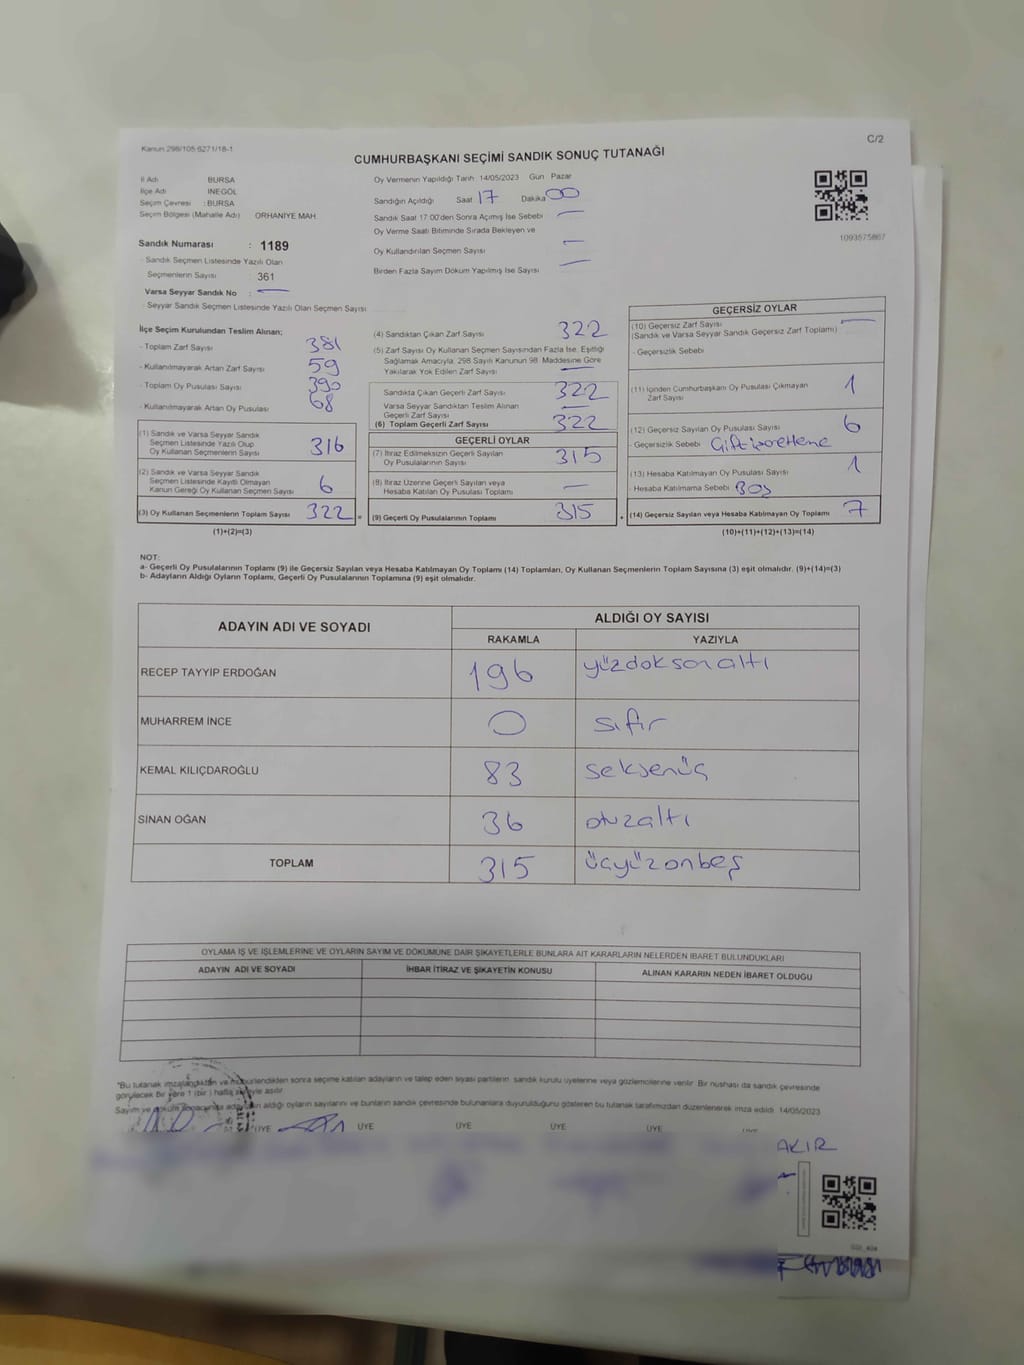 Kanun 298/105 6271/18-1
C/2
CUMHURBAŞKANI SEÇİMİ SANDIK SONUÇ TUTANAĞI
İl Adı BURSA
İlçe Adı İNEGÖL
Seçim Çevresi : BURSA
Seçim Bölgesi (Mahalle Adı) ORHANİYE MAH.
Sandık Numarası : 1189
- Sandık Seçmen Listesinde Yazılı Olan
Seçmenlerin Sayısı : 361
Varsa Seyyar Sandık No : —
- Seyyar Sandık Seçmen Listesinde Yazılı Olan Seçmen Sayısı :
Oy Vermenin Yapıldığı Tarih 14/05/2023 Gün Pazar
Sandığın Açıldığı Saat 17 Dakika 00
Sandık Saat 17:00'den Sonra Açımış İse Sebebi —
Oy Verme Saati Bitiminde Sırada Bekleyen ve
Oy Kullandırılan Seçmen Sayısı —
Birden Fazla Sayım Döküm Yapılmış İse Sayısı —
1093575867
İlçe Seçim Kurulundan Teslim Alınan;
- Toplam Zarf Sayısı 381
- Kullanılmayarak Artan Zarf Sayısı 59
- Toplam Oy Pusulası Sayısı 390
- Kullanılmayarak Artan Oy Pusulası 68
(1) Sandık ve Varsa Seyyar Sandık
Seçmen Listesinde Yazılı Olup
Oy Kullanan Seçmenlerin Sayısı 316
(2) Sandık ve Varsa Seyyar Sandık
Seçmen Listesinde Kayıtlı Olmayan
Kanun Gereği Oy Kullanan Seçmen Sayısı 6
(3) Oy Kullanan Seçmenlerin Toplam Sayısı 322 =
(1)+(2)=(3)
(4) Sandıktan Çıkan Zarf Sayısı 322
(5) Zarf Sayısı Oy Kullanan Seçmen Sayısından Fazla İse, Eşitliği
Sağlamak Amacıyla, 298 Sayılı Kanunun 98. Maddesine Göre
Yakılarak Yok Edilen Zarf Sayısı —
Sandıkta Çıkan Geçerli Zarf Sayısı 322
Varsa Seyyar Sandıktan Teslim Alınan
Geçerli Zarf Sayısı —
(6) Toplam Geçerli Zarf Sayısı 322
GEÇERLİ OYLAR
(7) İtiraz Edilmeksizin Geçerli Sayılan
Oy Pusulalarının Sayısı 315
(8) İtiraz Üzerine Geçerli Sayılan veya
Hesaba Katılan Oy Pusulası Toplamı —
(9) Geçerli Oy Pusulalarının Toplamı 315 +
GEÇERSİZ OYLAR
(10) Geçersiz Zarf Sayısı —
(Sandık ve Varsa Seyyar Sandık Geçersiz Zarf Toplamı)
- Geçersizlik Sebebi
(11) İçinden Cumhurbaşkanı Oy Pusulası Çıkmayan 1
Zarf Sayısı
(12) Geçersiz Sayılan Oy Pusulası Sayısı 6
- Geçersizlik Sebebi
(13) Hesaba Katılmayan Oy Pusulası Sayısı 1
- Hesaba Katılmama Sebebi Boş
(14) Geçersiz Sayılan veya Hesaba Katılmayan Oy Toplamı 7
(10)+(11)+(12)+(13)=(14)
NOT:
a- Geçerli Oy Pusulalarının Toplamı (9) ile Geçersiz Sayılan veya Hesaba Katılmayan Oy Toplamı (14) Toplamları, Oy Kullanan Seçmenlerin Toplam Sayısına (3) eşit olmalıdır. (9)+(14)=(3)
b- Adayların Aldığı Oyların Toplamı, Geçerli Oy Pusulalarının Toplamına (9) eşit olmalıdır.
ADAYIN ADI VE SOYADI ALDIĞI OY SAYISI
RAKAMLA YAZIYLA
RECEP TAYYİP ERDOĞAN 196 yüzdoksanaltı
MUHARREM İNCE 0 sıfır
KEMAL KILIÇDAROĞLU 83 seksenüç
SİNAN OĞAN 36 otuzaltı
TOPLAM 315 üçyüzonbeş
OYLAMA İŞ VE İŞLEMLERİNE VE OYLARIN SAYIM VE DÖKÜMÜNE DAİR ŞİKAYETLERLE BUNLARA AİT KARARLARIN NELERDEN İBARET BULUNDUKLARI
ADAYIN ADI VE SOYADI İHBAR İTİRAZ VE ŞİKAYETİN KONUSU ALINAN KARARIN NEDEN İBARET OLDUĞU
"Bu tutanak imzalandıktan ve mühürlendikten sonra seçime katılan adayların ve talep eden siyasi partilerin sandık kurulu üyelerine veya gözlemcilerine verilir. Bir nüshası da sandık çevresinde
görülecek bir yere 1 (bir) hafta süreyle asılır.
aldığı oyların sayılarını ve bunların sandık çevresinde bulunanlara duyurulduğunu gösteren bu tutanak tarafımızdan düzenlenerek imza edildi. 14/05/2023
ÜYE ÜYE ÜYE ÜYE ÜYE